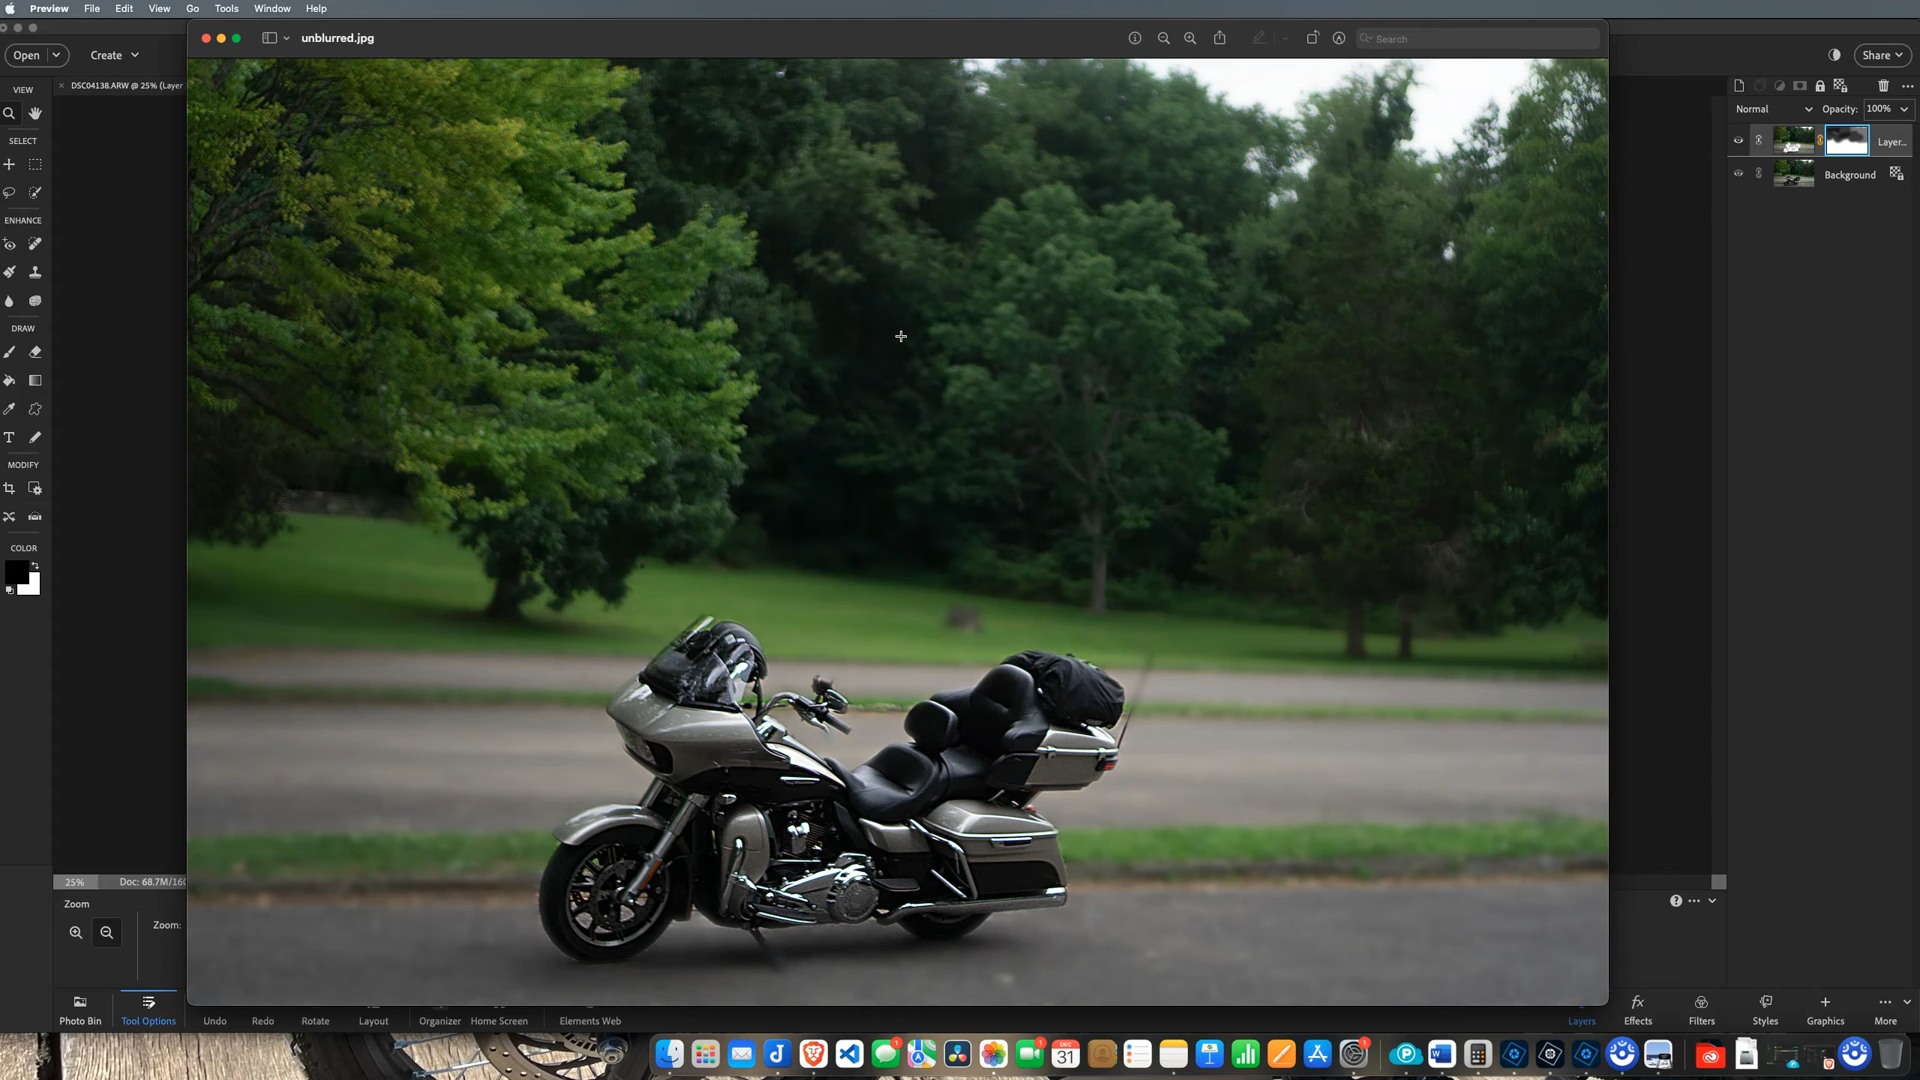 Preview File Edit View Go Tools Window Help
unblurred.jpg
Search
Open Create Share
VIEW
DSC04138.ARW @ 25% (Layer
Normal Opacity: 100%
SELECT
Layer...
Background
ENHANCE
DRAW
T
MODIFY
COLOR
25% Doc: 68.7M/16
Zoom
Zoom:
Photo Bin Tool Options Undo Redo Rotate Layout Organizer Home Screen Elements Web Layers Effects Filters Styles Graphics More
DEC
31